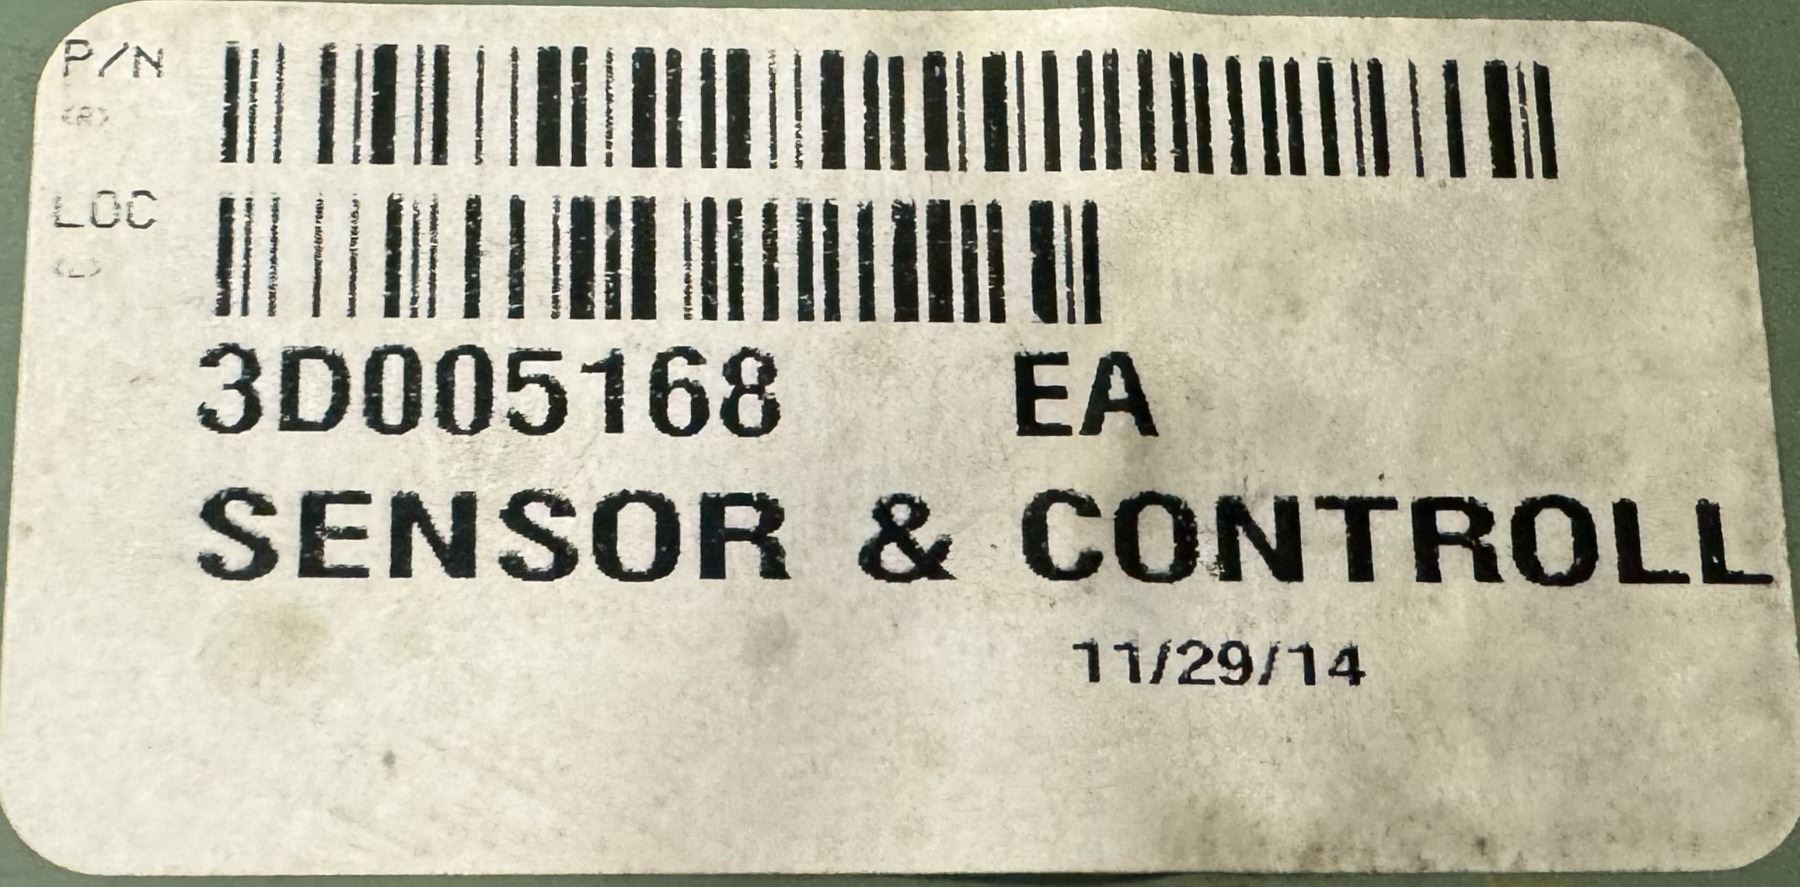 P/N
(R)
LOC
(L)
3D005168 EA
SENSOR & CONTROLL
11/29/14